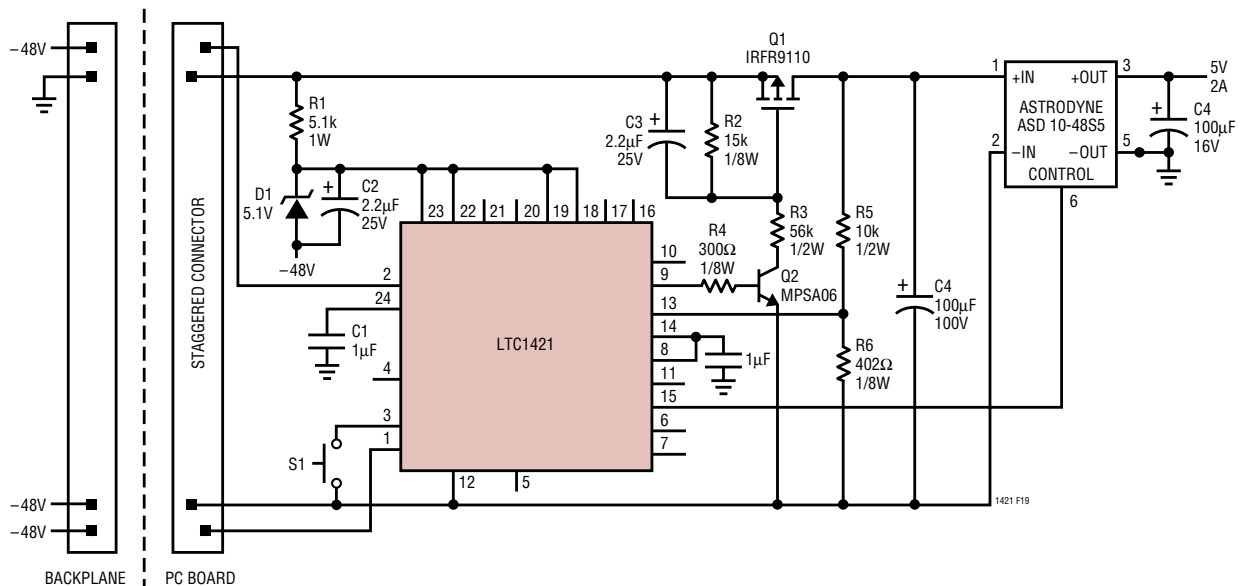 –48V
–48V
–48V
BACKPLANE
STAGGERED CONNECTOR
PC BOARD
R1
5.1k
1W
D1
5.1V
C2
2.2µF
25V
–48V
23
22
21
20
19
18
17
16
2
24
C1
1µF
4
3
1
S1
12
5
LTC1421
10
9
13
14
8
11
15
6
7
1µF
R4
300Ω
1/8W
Q2
MPSA06
C3
2.2µF
25V
+
+
R2
15k
1/8W
Q1
IRFR9110
R3
56k
1/2W
R5
10k
1/2W
R6
402Ω
1/8W
+
C4
100µF
100V
1
+IN
+OUT
3
ASTRODYNE
ASD 10-48S5
2
–IN
–OUT
5
CONTROL
6
5V
2A
+
C4
100µF
16V
1421 F19